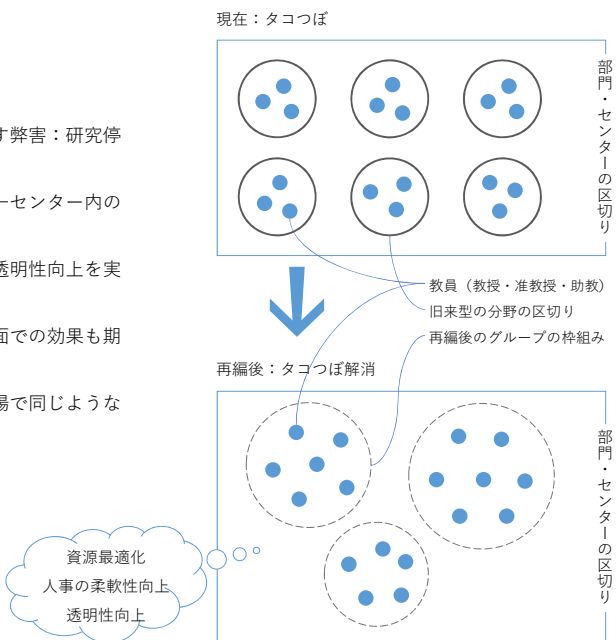 現在：タコつぼ
部門・センターの区切り
す弊害：研究停
ーセンター内の
透明性向上を実
面での効果も期
場で同じような
教員（教授・准教授・助教）
旧来型の分野の区切り
再編後のグループの枠組み
再編後：タコつぼ解消
部門・センターの区切り
資源最適化
人事の柔軟性向上
透明性向上